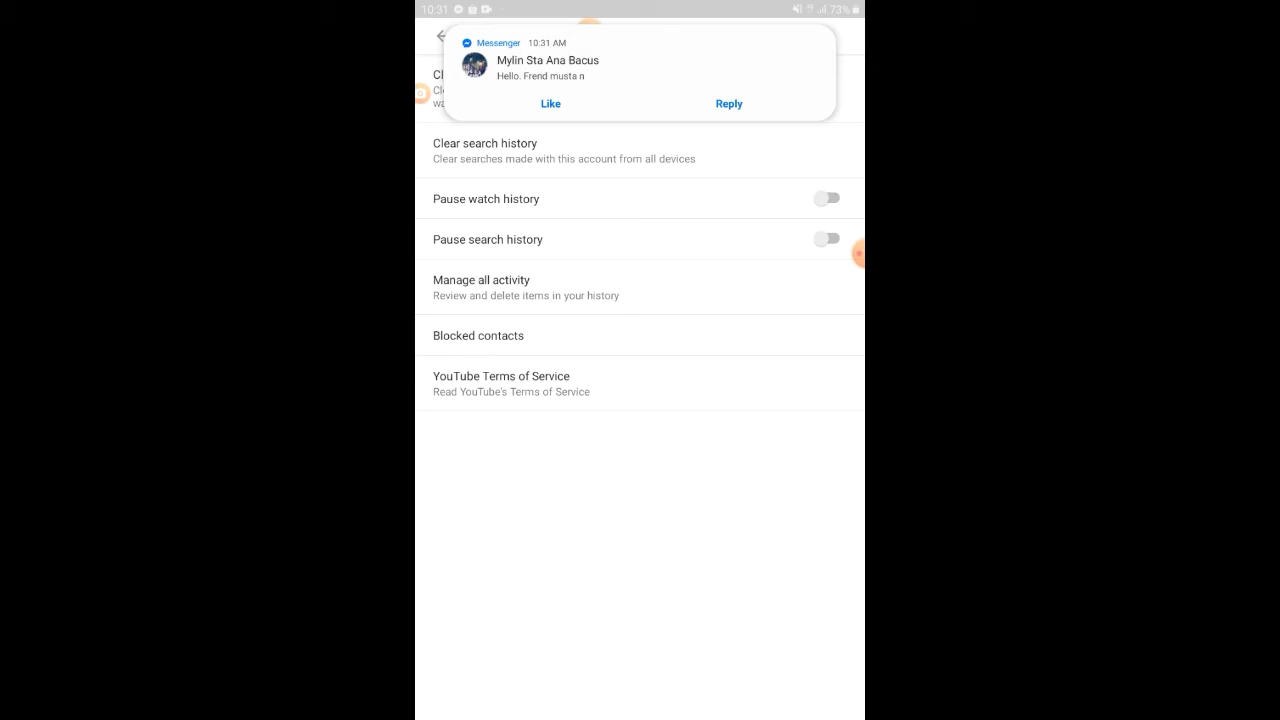 10:31
73%
Messenger 10:31 AM
Mylin Sta Ana Bacus
Hello. Frend musta n
Like Reply
Cl
Cl
wa
Clear search history
Clear searches made with this account from all devices
Pause watch history
Pause search history
Manage all activity
Review and delete items in your history
Blocked contacts
YouTube Terms of Service
Read YouTube's Terms of Service